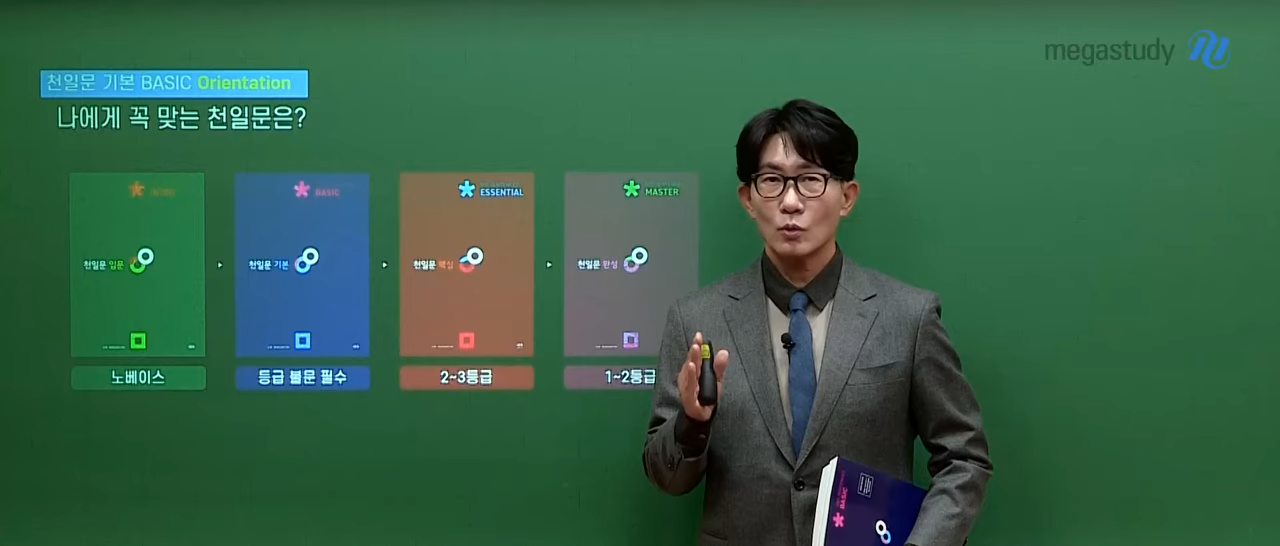 megastudy
천일문 기본 BASIC Orientation
나에게 꼭 맞는 천일문은?
BASIC
ESSENTIAL
MASTER
천일문 입문
천일문 기본
천일문 핵심
천일문 완성
노베이스
등급 불문 필수
2~3등급
1~2등급
BASIC